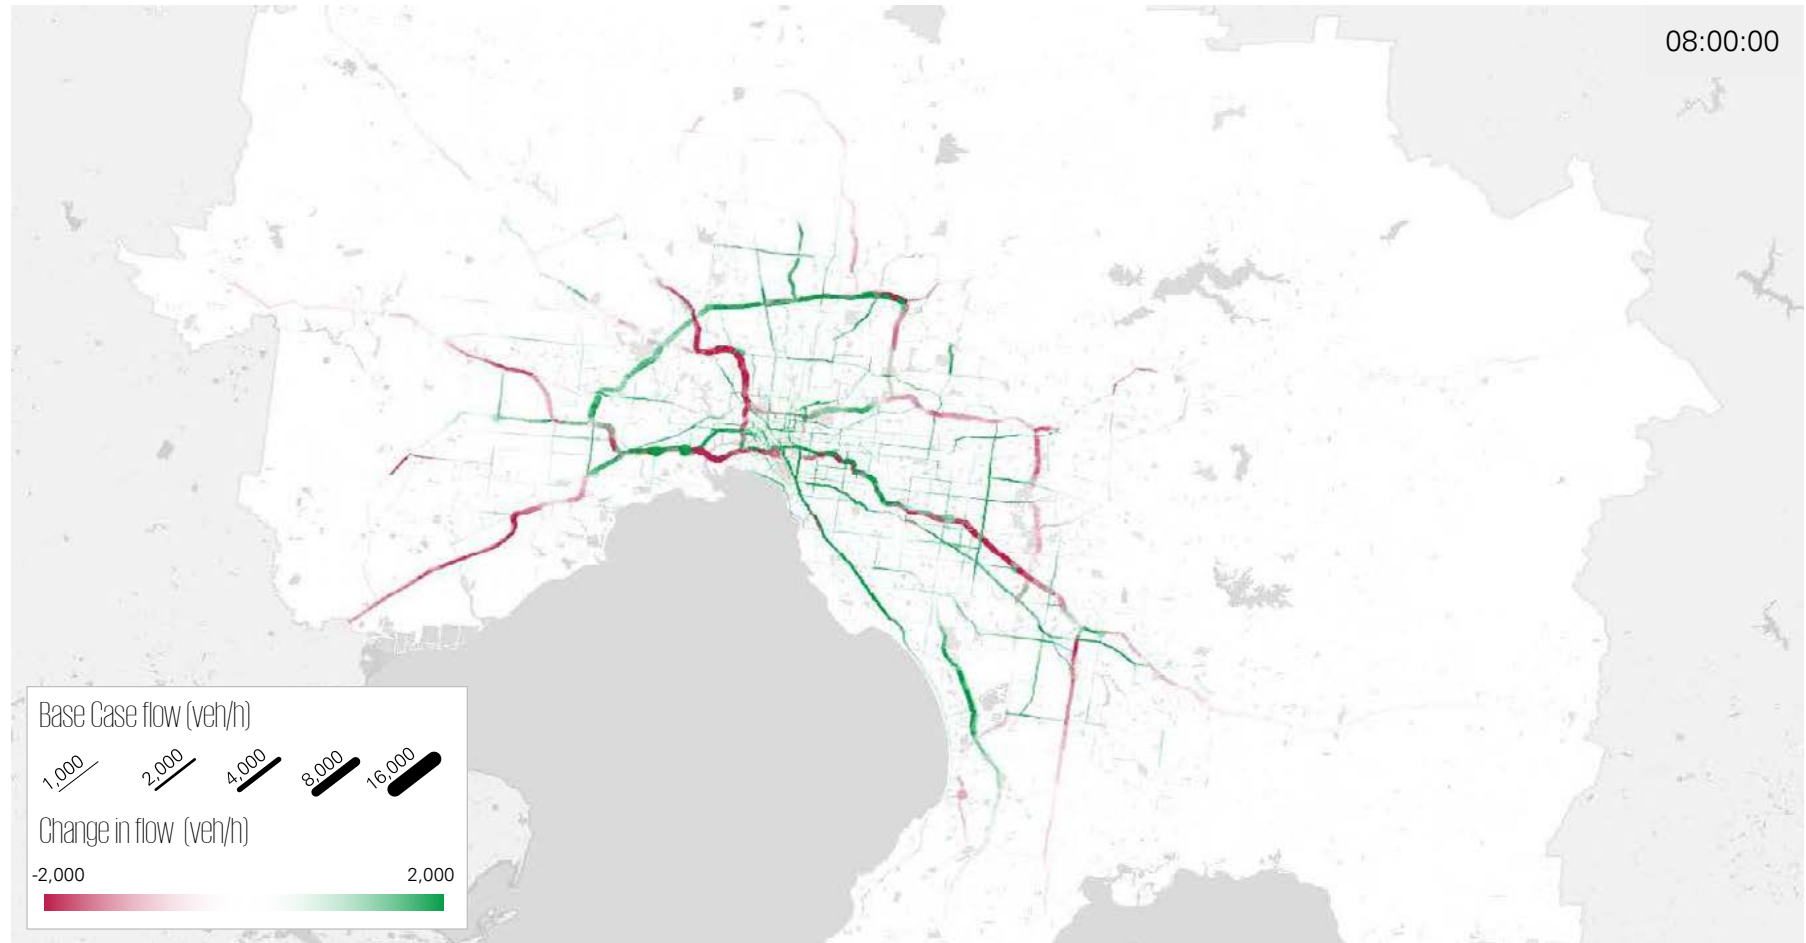 08:00:00
Base Case flow (veh/h)
1,000 2,000 4,000 8,000 16,000
Change in flow (veh/h)
-2,000 2,000